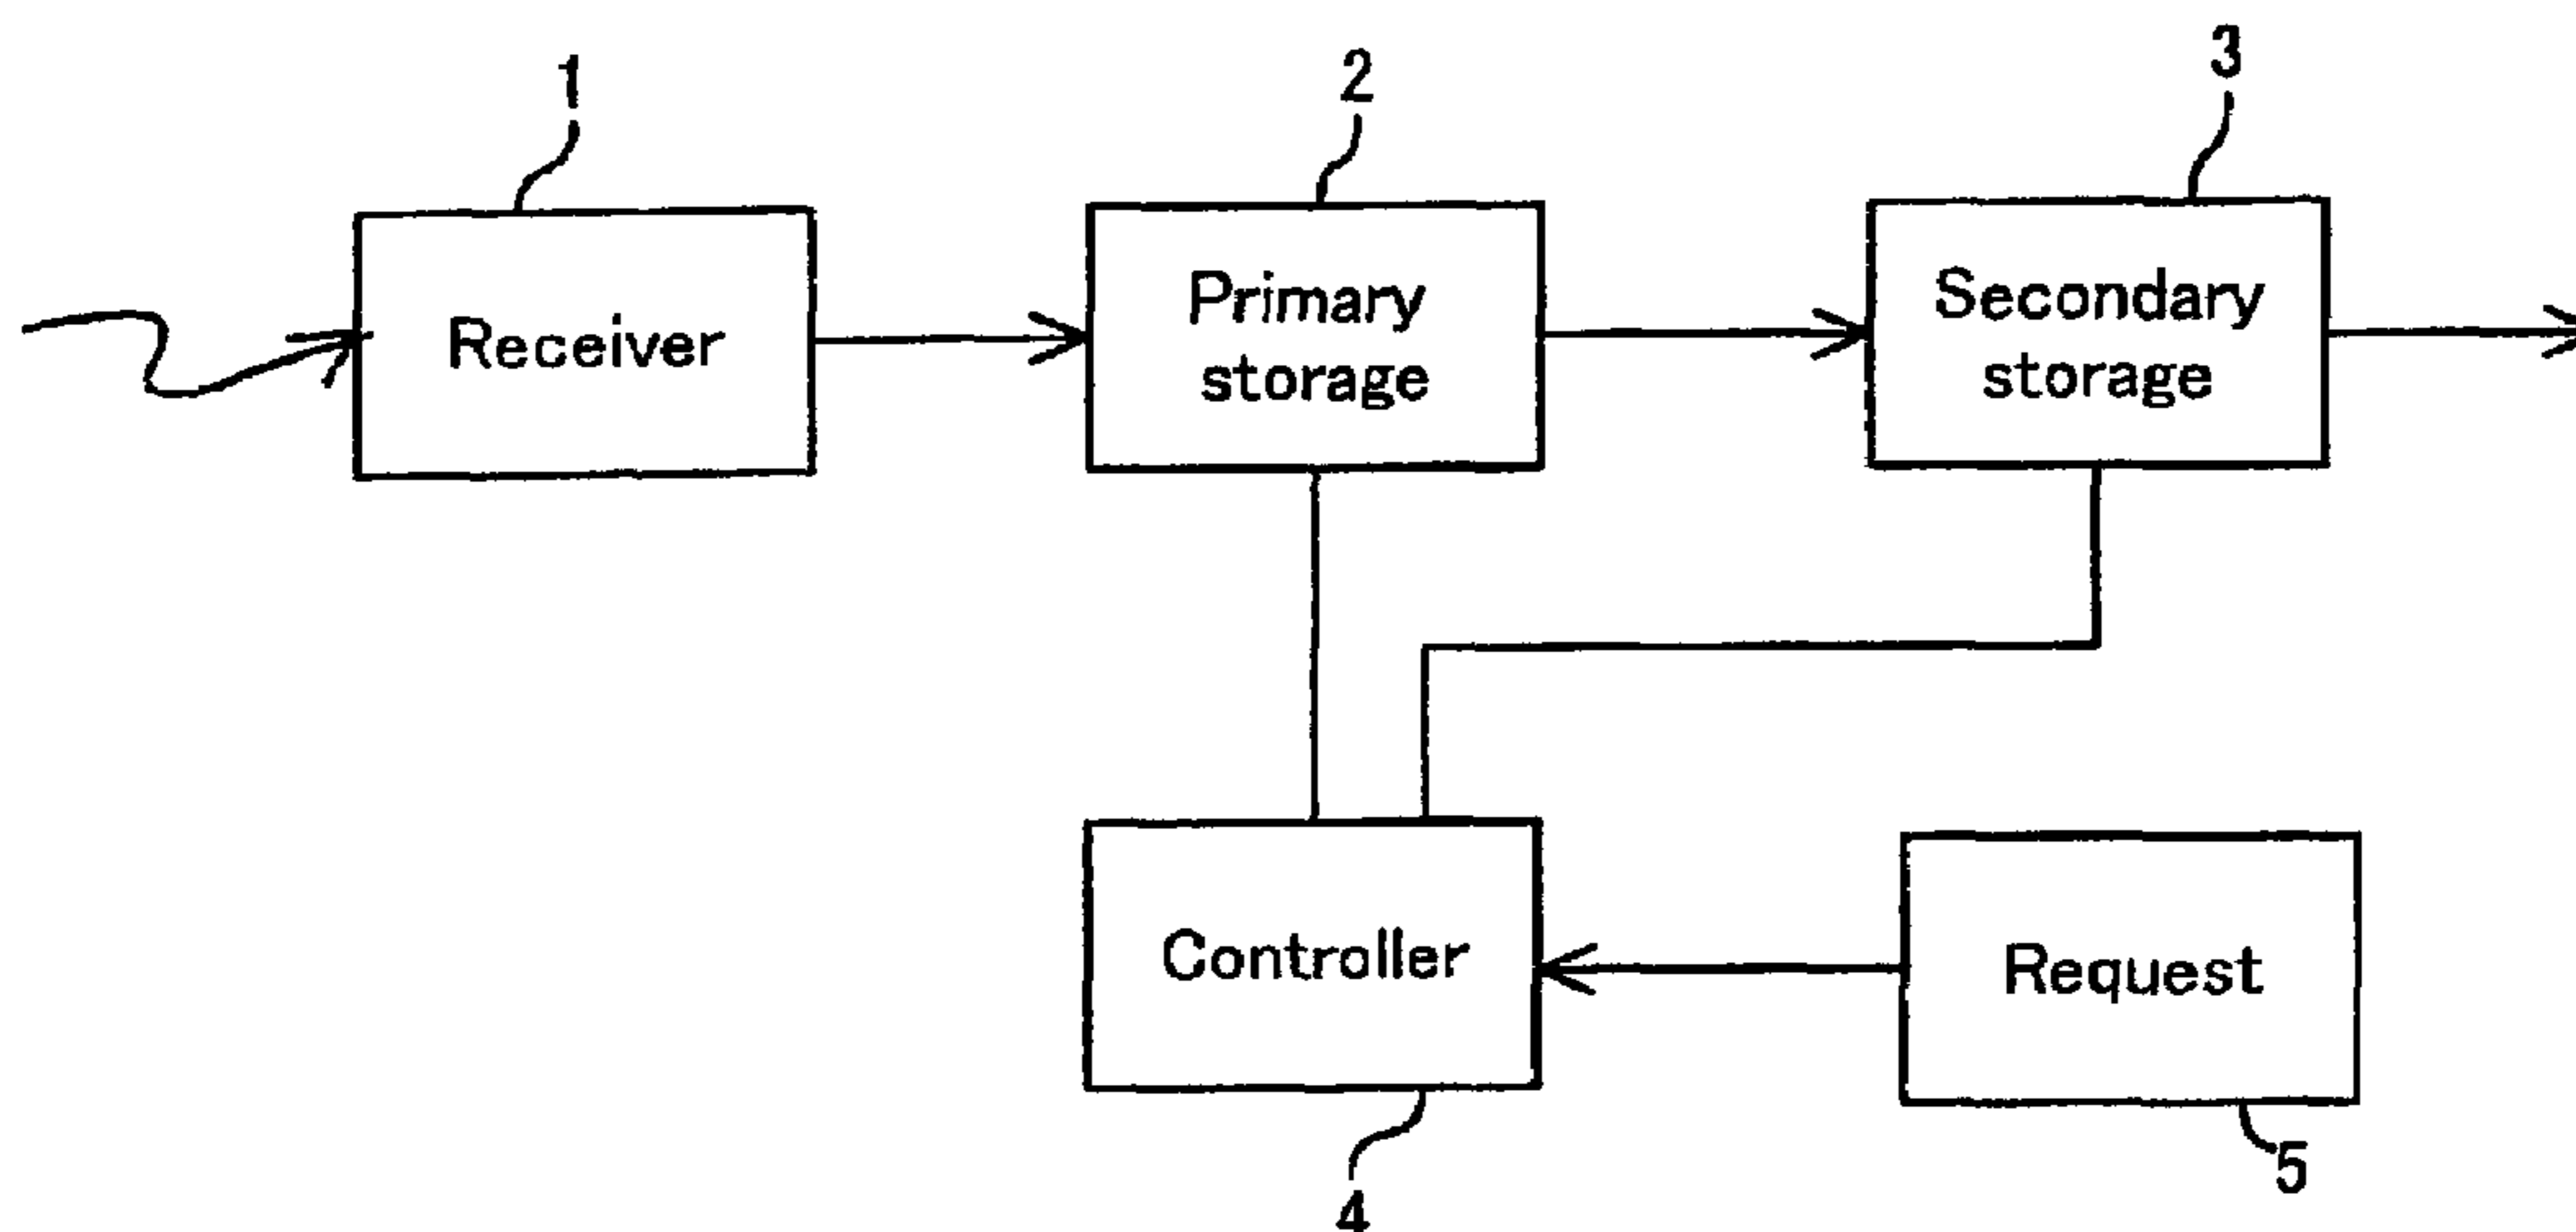 1
2
3
Receiver
Primary
storage
Secondary
storage
Controller
Request
4
5